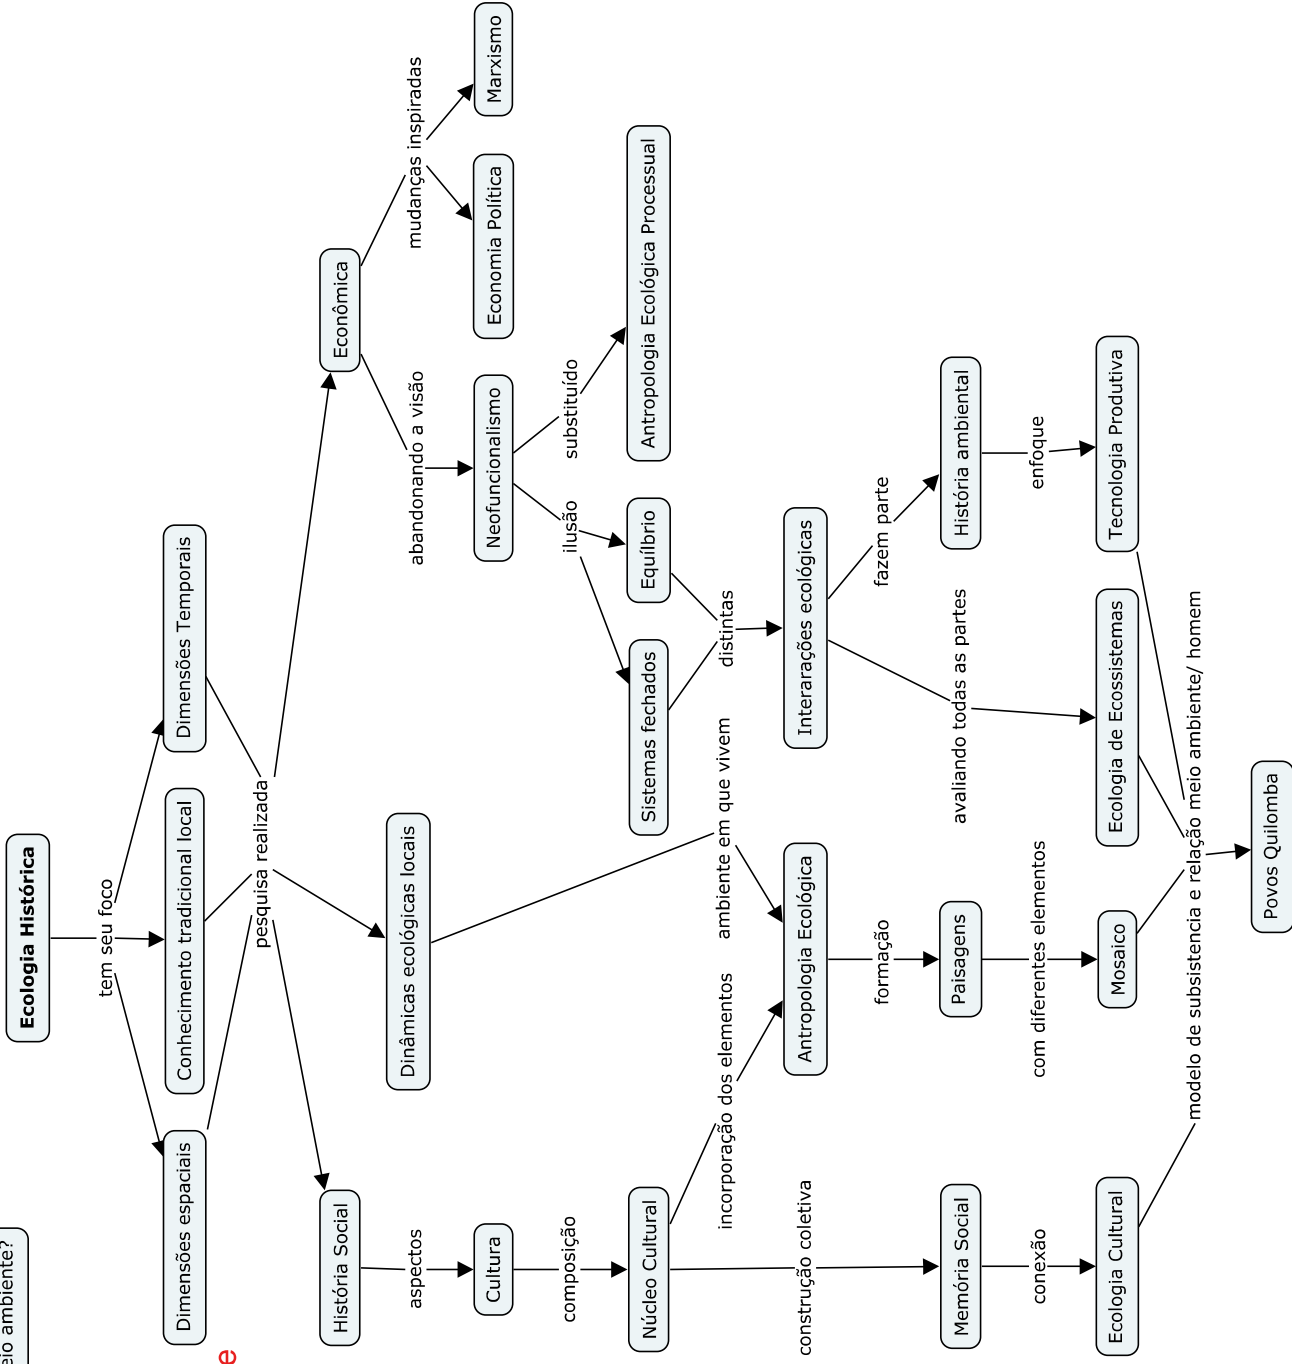 eio ambiente?
e
Ecologia Histórica
tem seu foco
Dimensões espaciais
Conhecimento tradicional local
Dimensões Temporais
pesquisa realizada
História Social
Dinâmicas ecológicas locais
Econômica
aspectos
abandonando a visão
mudanças inspiradas
Cultura
Neofuncionalismo
Economia Política
Marxismo
composição
ilusão
substituído
Núcleo Cultural
Sistemas fechados
Equílbrio
Antropologia Ecológica Processual
incorporação dos elementos
ambiente em que vivem
distintas
construção coletiva
Antropologia Ecológica
Interarações ecológicas
formação
fazem parte
Memória Social
Paisagens
avaliando todas as partes
História ambiental
conexão
com diferentes elementos
enfoque
Ecologia Cultural
Mosaico
Ecologia de Ecossistemas
Tecnologia Produtiva
modelo de subsistencia e relação meio ambiente/ homem
Povos Quilomba